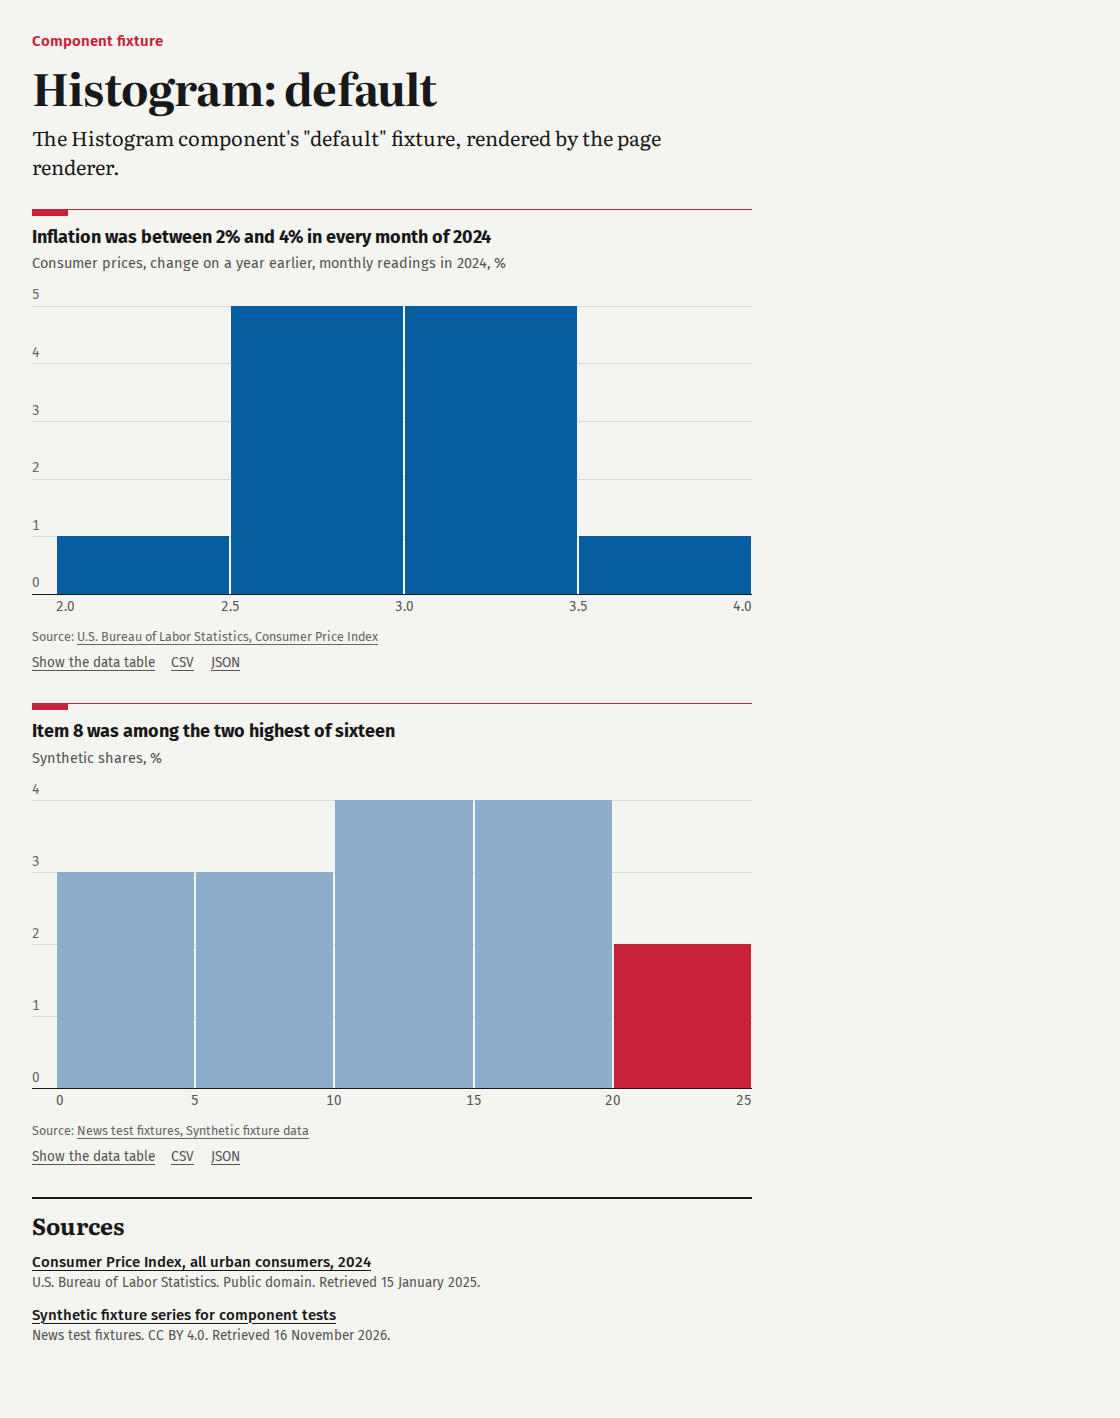 Component fixture
Histogram: default
The Histogram component's "default" fixture, rendered by the page
renderer.
Inflation was between 2% and 4% in every month of 2024
Consumer prices, change on a year earlier, monthly readings in 2024, %
5
4
3
2
1
0
2.0 2.5 3.0 3.5 4.0
Source: U.S. Bureau of Labor Statistics, Consumer Price Index
Show the data table CSV JSON
Item 8 was among the two highest of sixteen
Synthetic shares, %
4
3
2
1
0
0 5 10 15 20 25
Source: News test fixtures, Synthetic fixture data
Show the data table CSV JSON
Sources
Consumer Price Index, all urban consumers, 2024
U.S. Bureau of Labor Statistics. Public domain. Retrieved 15 January 2025.
Synthetic fixture series for component tests
News test fixtures. CC BY 4.0. Retrieved 16 November 2026.